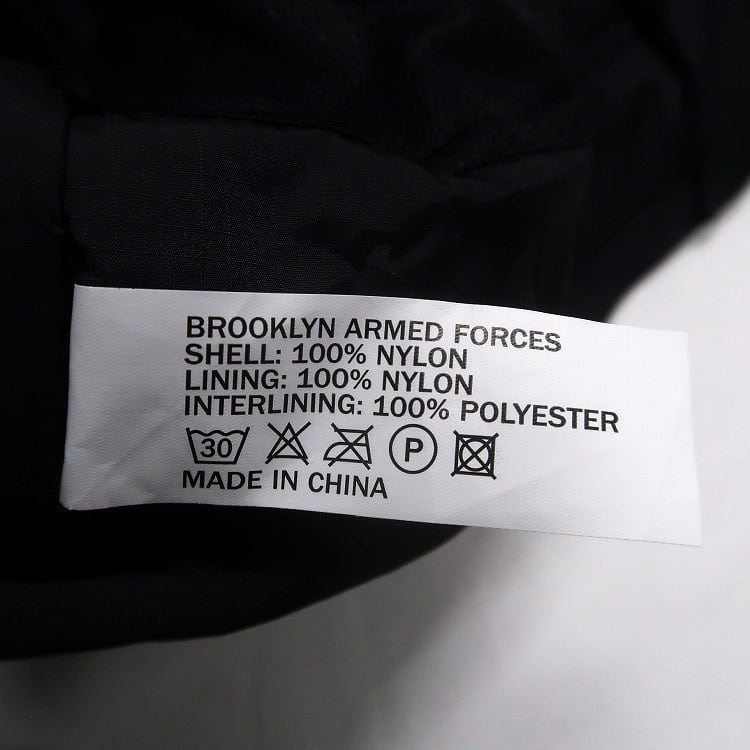 BROOKLYN ARMED FORCES
SHELL: 100% NYLON
LINING: 100% NYLON
INTERLINING: 100% POLYESTER
30 P
MADE IN CHINA